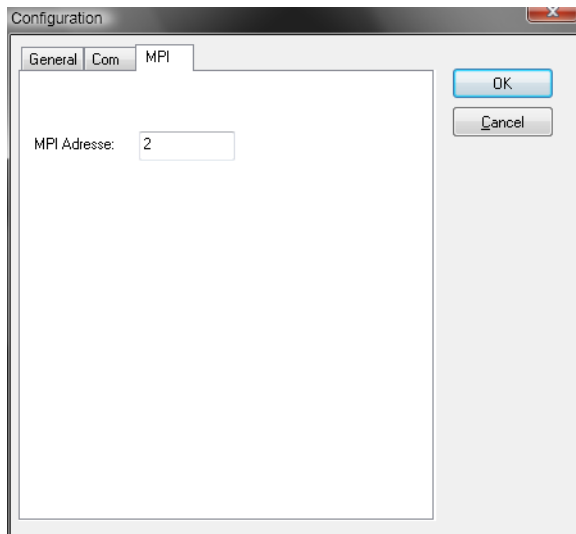 Configuration
General Com MPI
OK
Cancel
MPI Adresse: 2